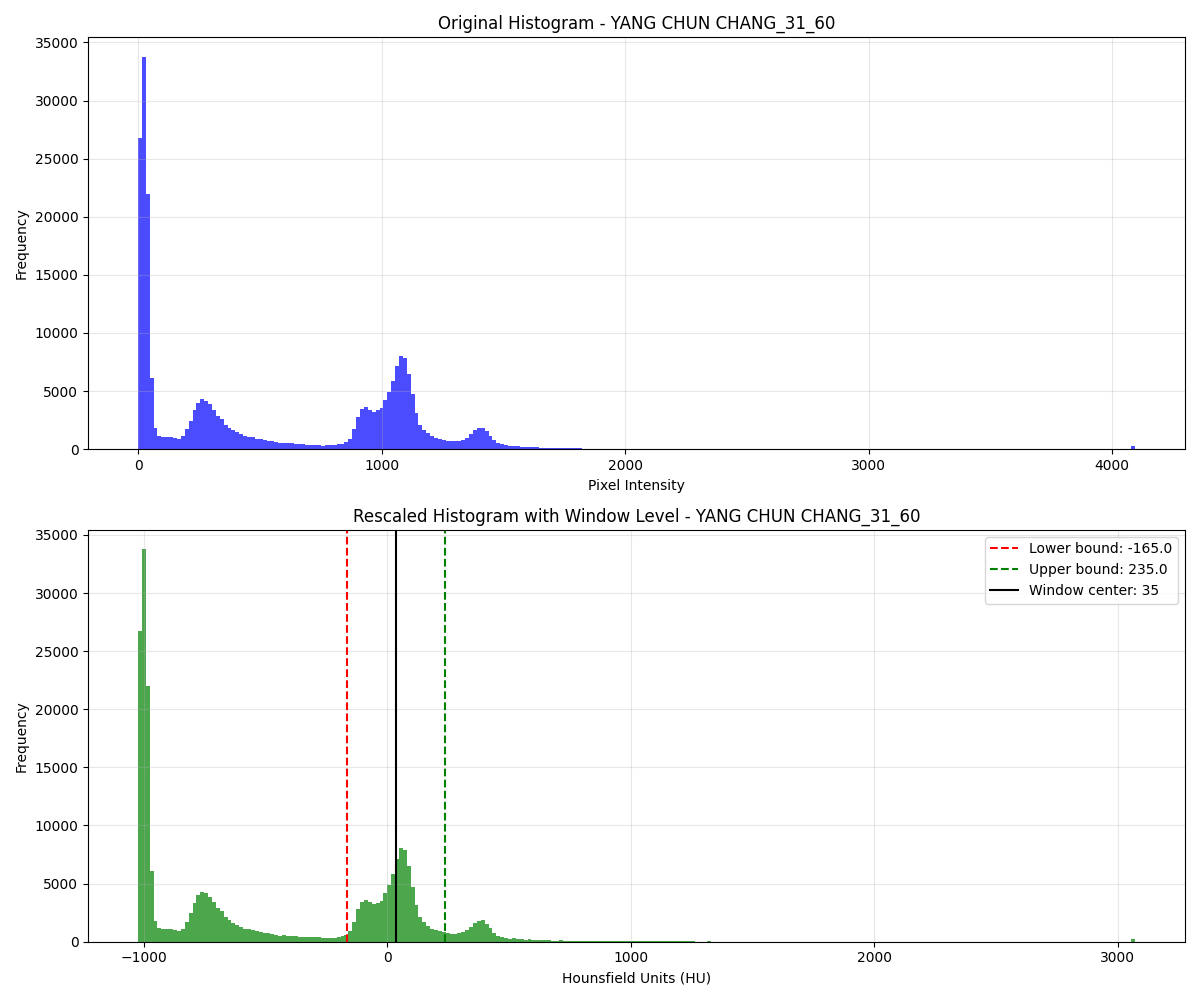 Original Histogram - YANG CHUN CHANG_31_60
35000
30000
25000
20000
15000
10000
5000
0
Frequency
0 1000 2000 3000 4000
Pixel Intensity
Rescaled Histogram with Window Level - YANG CHUN CHANG_31_60
35000
30000
25000
20000
15000
10000
5000
0
Frequency
Lower bound: -165.0
Upper bound: 235.0
Window center: 35
−1000 0 1000 2000 3000
Hounsfield Units (HU)